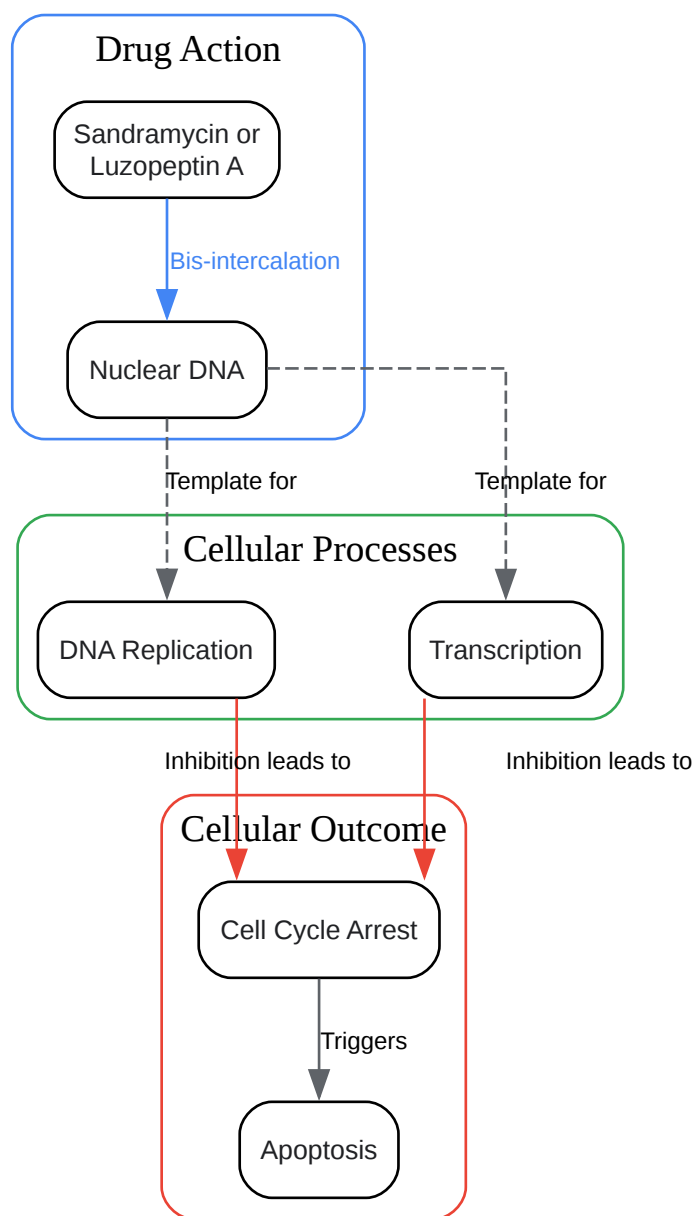 Drug Action
Sandramycin or
Luzopeptin A
Bis-intercalation
Nuclear DNA
Template for
Template for
Cellular Processes
DNA Replication
Transcription
Inhibition leads to
Inhibition leads to
Cellular Outcome
Cell Cycle Arrest
Triggers
Apoptosis